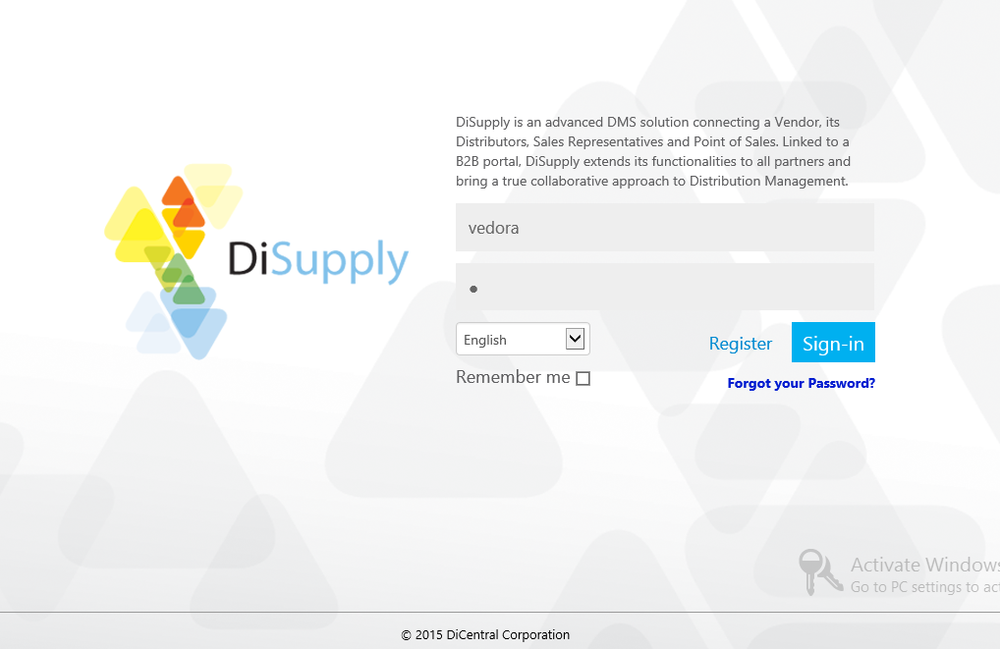 DiSupply is an advanced DMS solution connecting a Vendor, its
Distributors, Sales Representatives and Point of Sales. Linked to a
B2B portal, DiSupply extends its functionalities to all partners and
bring a true collaborative approach to Distribution Management.
vedora
DiSupply
English
Register
Sign-in
Remember me
Forgot your Password?
Activate Windows
Go to PC settings to act
© 2015 DiCentral Corporation